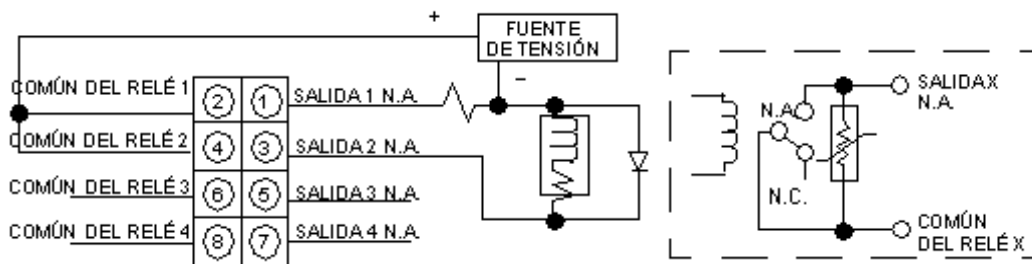 +
FUENTE
DE TENSIÓN
−
COMÚN DEL RELÉ 1
2
1
SALIDA 1 N.A.
COMÚN DEL RELÉ 2
4
3
SALIDA 2 N.A.
COMÚN DEL RELÉ 3
6
5
SALIDA 3 N.A.
COMÚN DEL RELÉ 4
8
7
SALIDA 4 N.A.
N.A.
N.C.
SALIDA X
N.A.
COMÚN
DEL RELÉ X